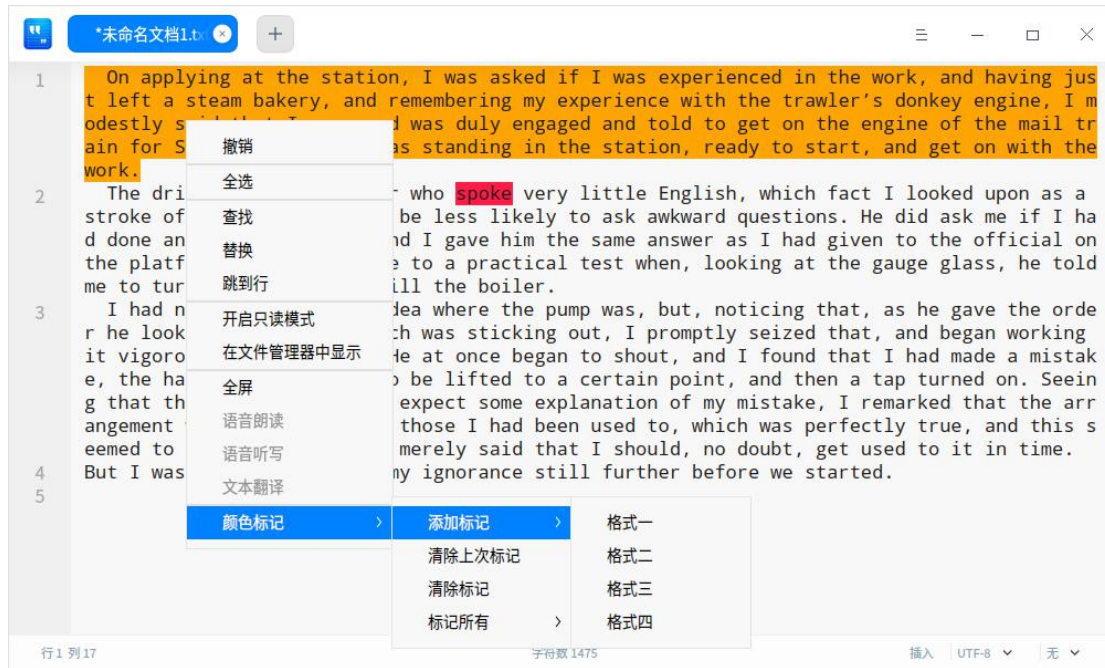 *未命名文档1.tx
1 On applying at the station, I was asked if I was experienced in the work, and having jus
t left a steam bakery, and remembering my experience with the trawler's donkey engine, I m
odestly was duly engaged and told to get on the engine of the mail tr
ain for standing in the station, ready to start, and get on with the
work.
2 The who spoke very little English, which fact I looked upon as a
stroke of be less likely to ask awkward questions. He did ask me if I ha
d done I gave him the same answer as I had given to the official on
the to a practical test when, looking at the gauge glass, he told
me to the boiler.
3 I had where the pump was, but, noticing that, as he gave the orde
r he look was sticking out, I promptly seized that, and began working
it He at once began to shout, and I found that I had made a mistak
e, the be lifted to a certain point, and then a tap turned on. Seein
g that expect some explanation of my mistake, I remarked that the arr
angement those I had been used to, which was perfectly true, and this s
eemed to merely said that I should, no doubt, get used to it in time.
4 But I was my ignorance still further before we started.
5
撤销
全选
查找
替换
跳到行
开启只读模式
在文件管理器中显示
全屏
语音朗读
语音听写
文本翻译
颜色标记
添加标记
清除上次标记
清除标记
标记所有
格式一
格式二
格式三
格式四
行1 列17
字符数 1475
插入
UTF-8
无